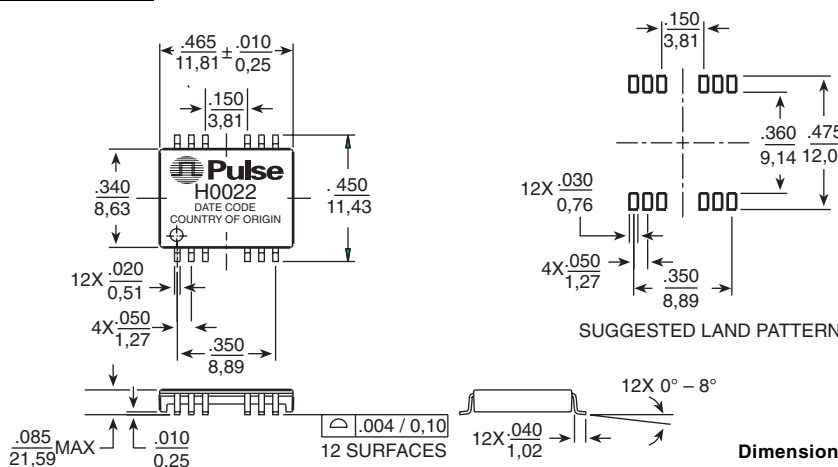 .465 ± .010
11,81 0,25
.150
3,81
.340
8,63
Pulse
H0022
DATE CODE
COUNTRY OF ORIGIN
.450
11,43
12X .020
0,51
4X .050
1,27
.350
8,89
.150
3,81
.360
9,14
.475
12,0
12X .030
0,76
4X .050
1,27
.350
8,89
SUGGESTED LAND PATTERN
.085 MAX
21,59
.010
0,25
.004 / 0,10
12 SURFACES
12X .040
1,02
12X 0° – 8°
Dimension